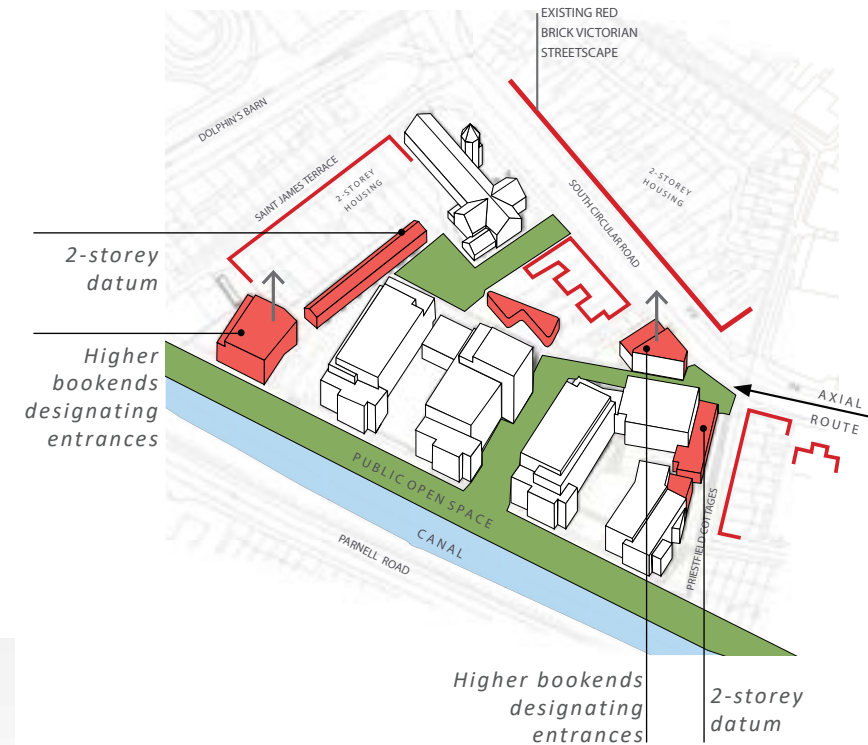 EXISTING RED
BRICK VICTORIAN
STREETSCAPE
DOLPHIN'S BARN
SAINT JAMES TERRACE
2-STOREY
HOUSING
SOUTH CIRCULAR ROAD
2-STOREY
HOUSING
2-storey
datum
Higher
bookends
designating
entrances
AXIAL
ROUTE
PUBLIC OPEN SPACE
CANAL
PARNELL ROAD
PRIESTFIELD COTTAGES
Higher bookends
designating
entrances
2-storey
datum